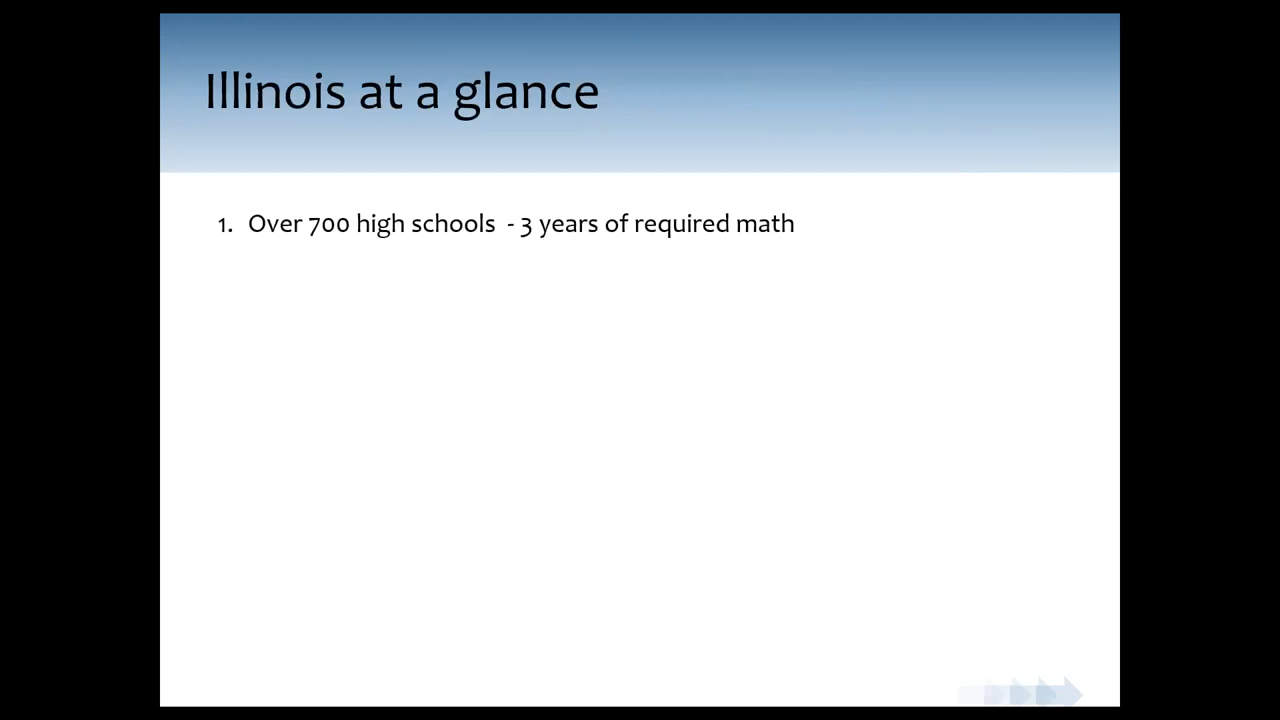 Illinois at a glance
1. Over 700 high schools - 3 years of required math